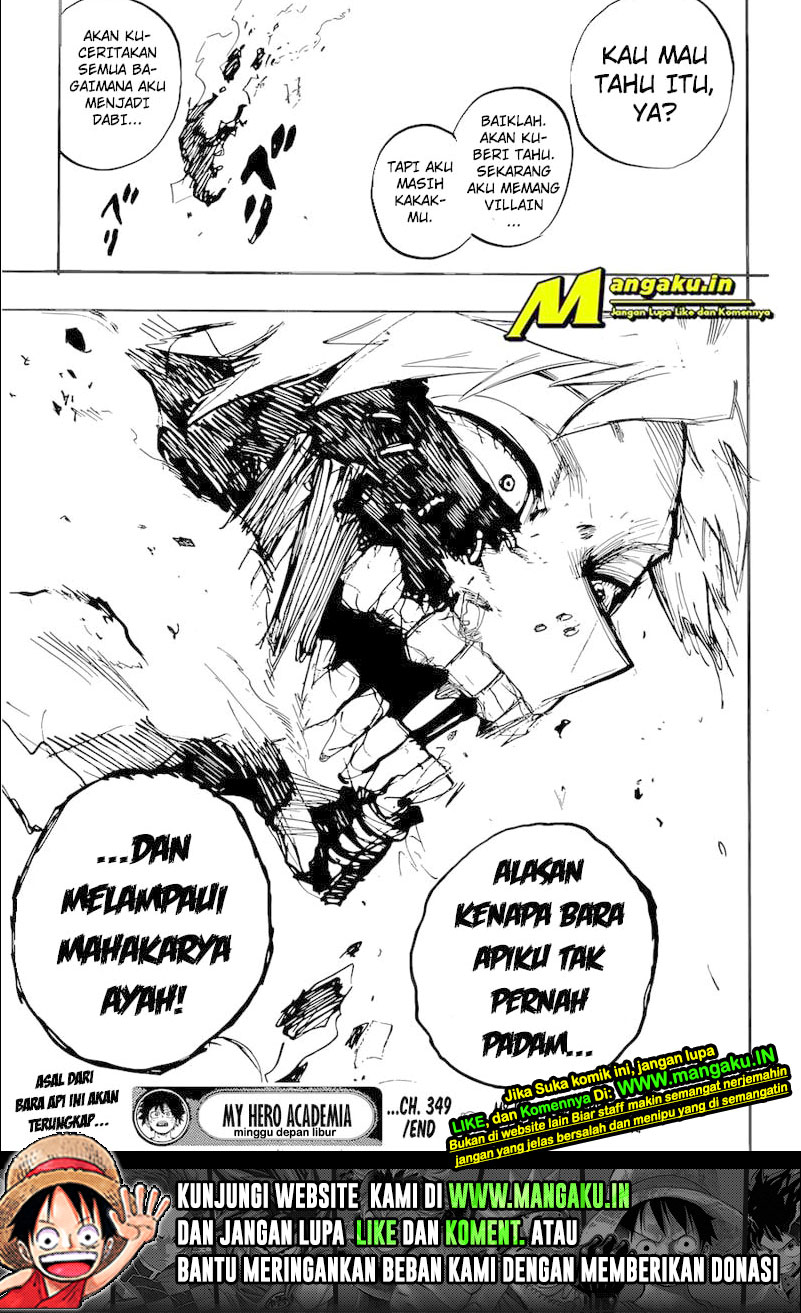 KAU MAU
TAHU ITU,
YA?
BAIKLAH.
AKAN KU-
BERI TAHU.
SEKARANG
AKU MEMANG
VILLAIN
...
TAPI AKU
MASIH
KAKAK-
MU.
AKAN KU-
CERITAKAN
SEMUA BA-
GAIMANA AKU
MENJADI
DABI...
Mangaku.in
Jangan Lupa Like dan Komennya
ALASAN
KENAPA BARA
APIKU TAK
PERNAH
PADAM...
...DAN
MELAMPAUI
MAHAKARYA
AYAH!
ASAL DARI
BARA API INI AKAN
TERUNGKAP...
MY HERO ACADEMIA
minggu depan libur
...CH. 349
/END
Jika Suka komik ini, jangan lupa
LIKE, dan Komennya Di: WWW.mangaku.IN
Bukan di website lain Biar staff makin semangat nerjemahin
jangan yang jelas bersalah dan menipu yang di semangatin
KUNJUNGI WEBSITE KAMI DI WWW.MANGAKU.IN
DAN JANGAN LUPA LIKE DAN KOMENT. ATAU
BANTU MERINGANKAN BEBAN KAMI DENGAN MEMBERIKAN DONASI